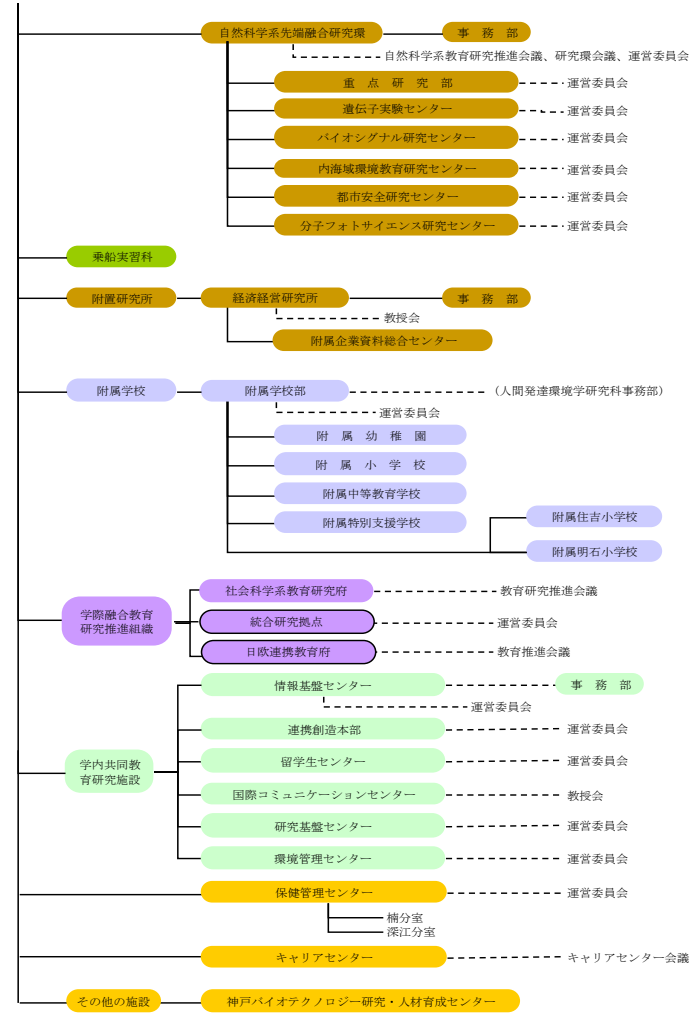 自然科学系先端融合研究環
事　務　部
自然科学系教育研究推進会議、研究環会議、運営委員会
重　点　研　究　部
運営委員会
遺伝子実験センター
運営委員会
バイオシグナル研究センター
運営委員会
内海域環境教育研究センター
運営委員会
都市安全研究センター
運営委員会
分子フォトサイエンス研究センター
運営委員会
乗船実習科
附置研究所
経済経営研究所
事　務　部
教授会
附属企業資料総合センター
附属学校
附属学校部
（人間発達環境学研究科事務部）
運営委員会
附　属　幼　稚　園
附　属　小　学　校
附属中等教育学校
附属特別支援学校
附属住吉小学校
附属明石小学校
学際融合教育
研究推進組織
社会科学系教育研究府
教育研究推進会議
統合研究拠点
運営委員会
日欧連携教育府
教育推進会議
情報基盤センター
事　務　部
運営委員会
学内共同教
育研究施設
連携創造本部
運営委員会
留学生センター
運営委員会
国際コミュニケーションセンター
教授会
研究基盤センター
運営委員会
環境管理センター
運営委員会
保健管理センター
運営委員会
楠分室
深江分室
キャリアセンター
キャリアセンター会議
その他の施設
神戸バイオテクノロジー研究・人材育成センター